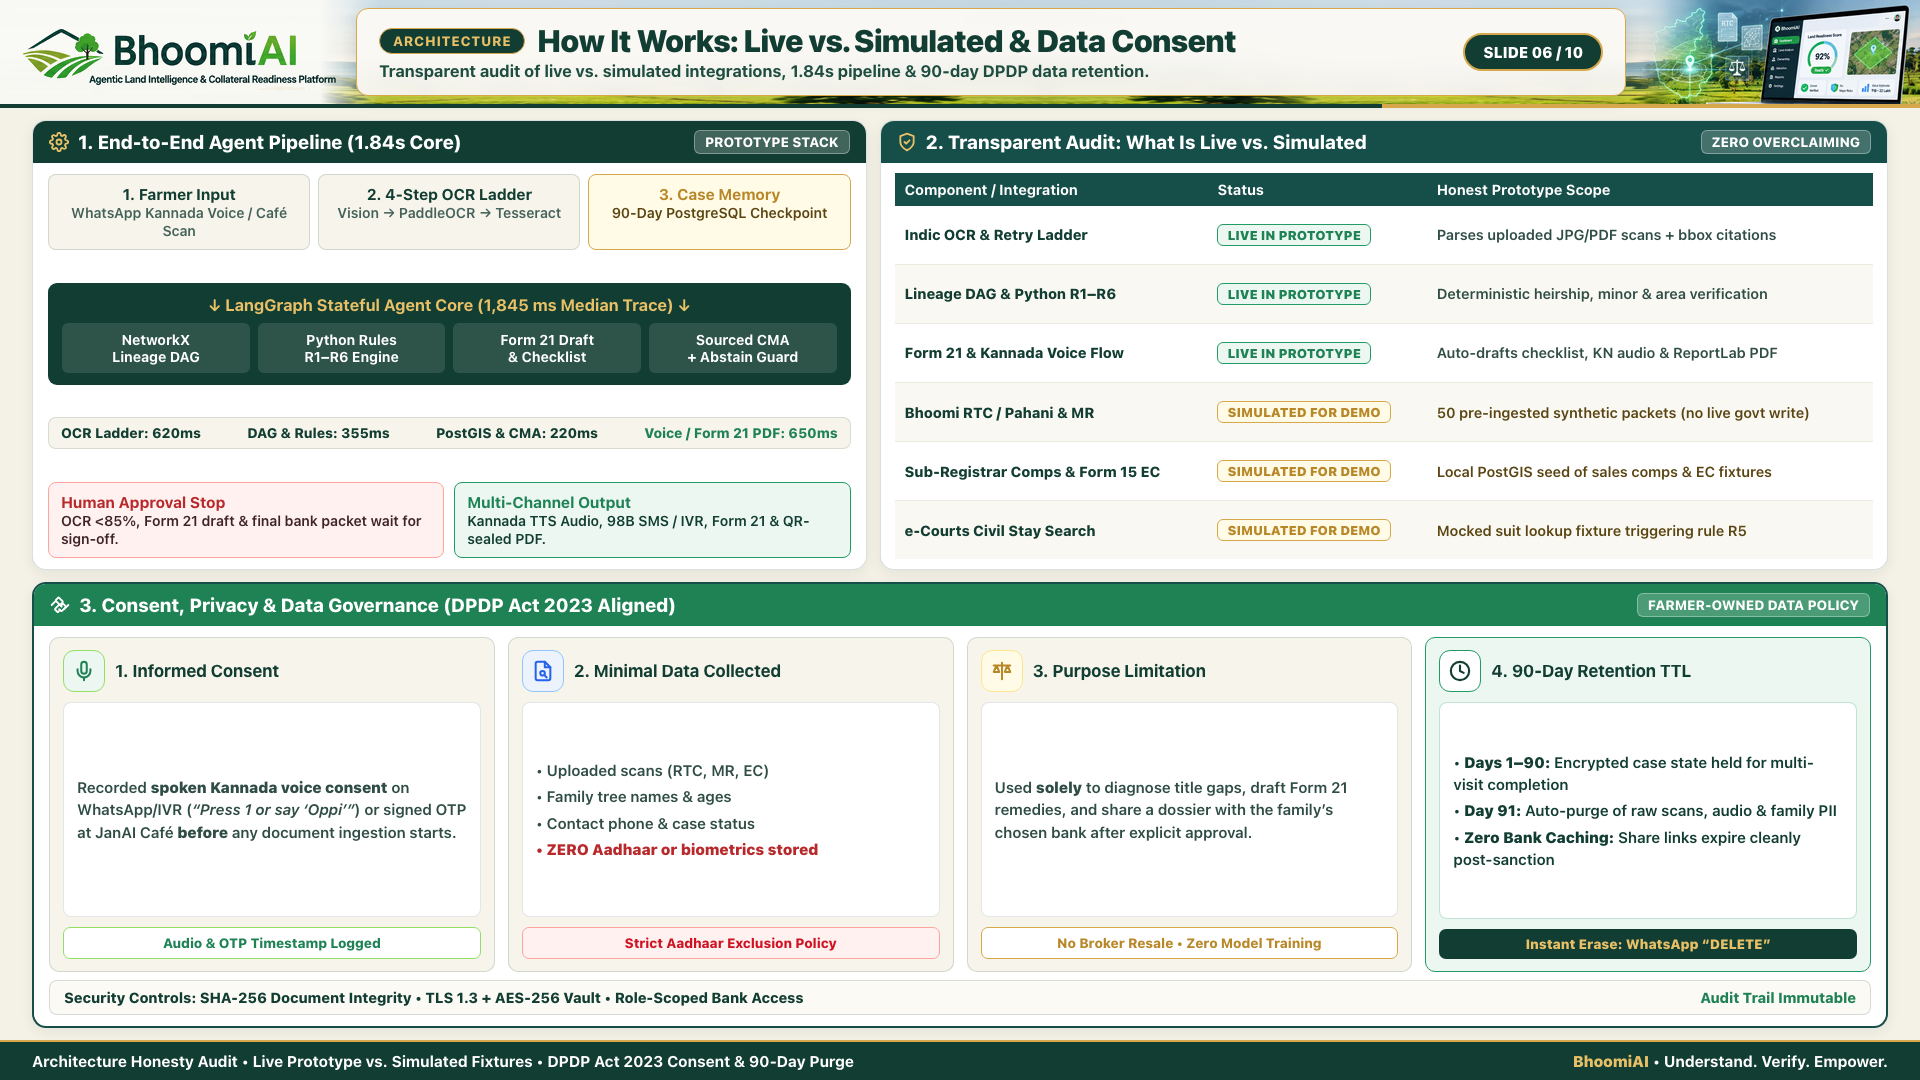 BhoomiAI
Agentic Land Intelligence & Collateral Readiness Platform
ARCHITECTURE
How It Works: Live vs. Simulated & Data Consent
Transparent audit of live vs. simulated integrations, 1.84s pipeline & 90-day DPDP data retention.
SLIDE 06 / 10
RTC
BhoomiAI
Land Readiness Score
92%
1. End-to-End Agent Pipeline (1.84s Core)
PROTOTYPE STACK
1. Farmer Input
WhatsApp Kannada Voice / Café
Scan
2. 4-Step OCR Ladder
Vision → PaddleOCR → Tesseract
3. Case Memory
90-Day PostgreSQL Checkpoint
↓ LangGraph Stateful Agent Core (1,845 ms Median Trace) ↓
NetworkX
Lineage DAG
Python Rules
R1–R6 Engine
Form 21 Draft
& Checklist
Sourced CMA
+ Abstain Guard
OCR Ladder: 620ms
DAG & Rules: 355ms
PostGIS & CMA: 220ms
Voice / Form 21 PDF: 650ms
Human Approval Stop
OCR <85%, Form 21 draft & final bank packet wait for
sign-off.
Multi-Channel Output
Kannada TTS Audio, 98B SMS / IVR, Form 21 & QR-
sealed PDF.
2. Transparent Audit: What Is Live vs. Simulated
ZERO OVERCLAIMING
Component / Integration Status Honest Prototype Scope
Indic OCR & Retry Ladder LIVE IN PROTOTYPE Parses uploaded JPG/PDF scans + bbox citations
Lineage DAG & Python R1–R6 LIVE IN PROTOTYPE Deterministic heirship, minor & area verification
Form 21 & Kannada Voice Flow LIVE IN PROTOTYPE Auto-drafts checklist, KN audio & ReportLab PDF
Bhoomi RTC / Pahani & MR SIMULATED FOR DEMO 50 pre-ingested synthetic packets (no live govt write)
Sub-Registrar Comps & Form 15 EC SIMULATED FOR DEMO Local PostGIS seed of sales comps & EC fixtures
e-Courts Civil Stay Search SIMULATED FOR DEMO Mocked suit lookup fixture triggering rule R5
3. Consent, Privacy & Data Governance (DPDP Act 2023 Aligned)
FARMER-OWNED DATA POLICY
1. Informed Consent
Recorded spoken Kannada voice consent on
WhatsApp/IVR (“Press 1 or say ‘Oppi’”) or signed OTP
at JanAI Café before any document ingestion starts.
Audio & OTP Timestamp Logged
2. Minimal Data Collected
• Uploaded scans (RTC, MR, EC)
• Family tree names & ages
• Contact phone & case status
• ZERO Aadhaar or biometrics stored
Strict Aadhaar Exclusion Policy
3. Purpose Limitation
Used solely to diagnose title gaps, draft Form 21
remedies, and share a dossier with the family’s
chosen bank after explicit approval.
No Broker Resale • Zero Model Training
4. 90-Day Retention TTL
• Days 1–90: Encrypted case state held for multi-
visit completion
• Day 91: Auto-purge of raw scans, audio & family PII
• Zero Bank Caching: Share links expire cleanly
post-sanction
Instant Erase: WhatsApp “DELETE”
Security Controls: SHA-256 Document Integrity • TLS 1.3 + AES-256 Vault • Role-Scoped Bank Access
Audit Trail Immutable
Architecture Honesty Audit • Live Prototype vs. Simulated Fixtures • DPDP Act 2023 Consent & 90-Day Purge
BhoomiAI • Understand. Verify. Empower.